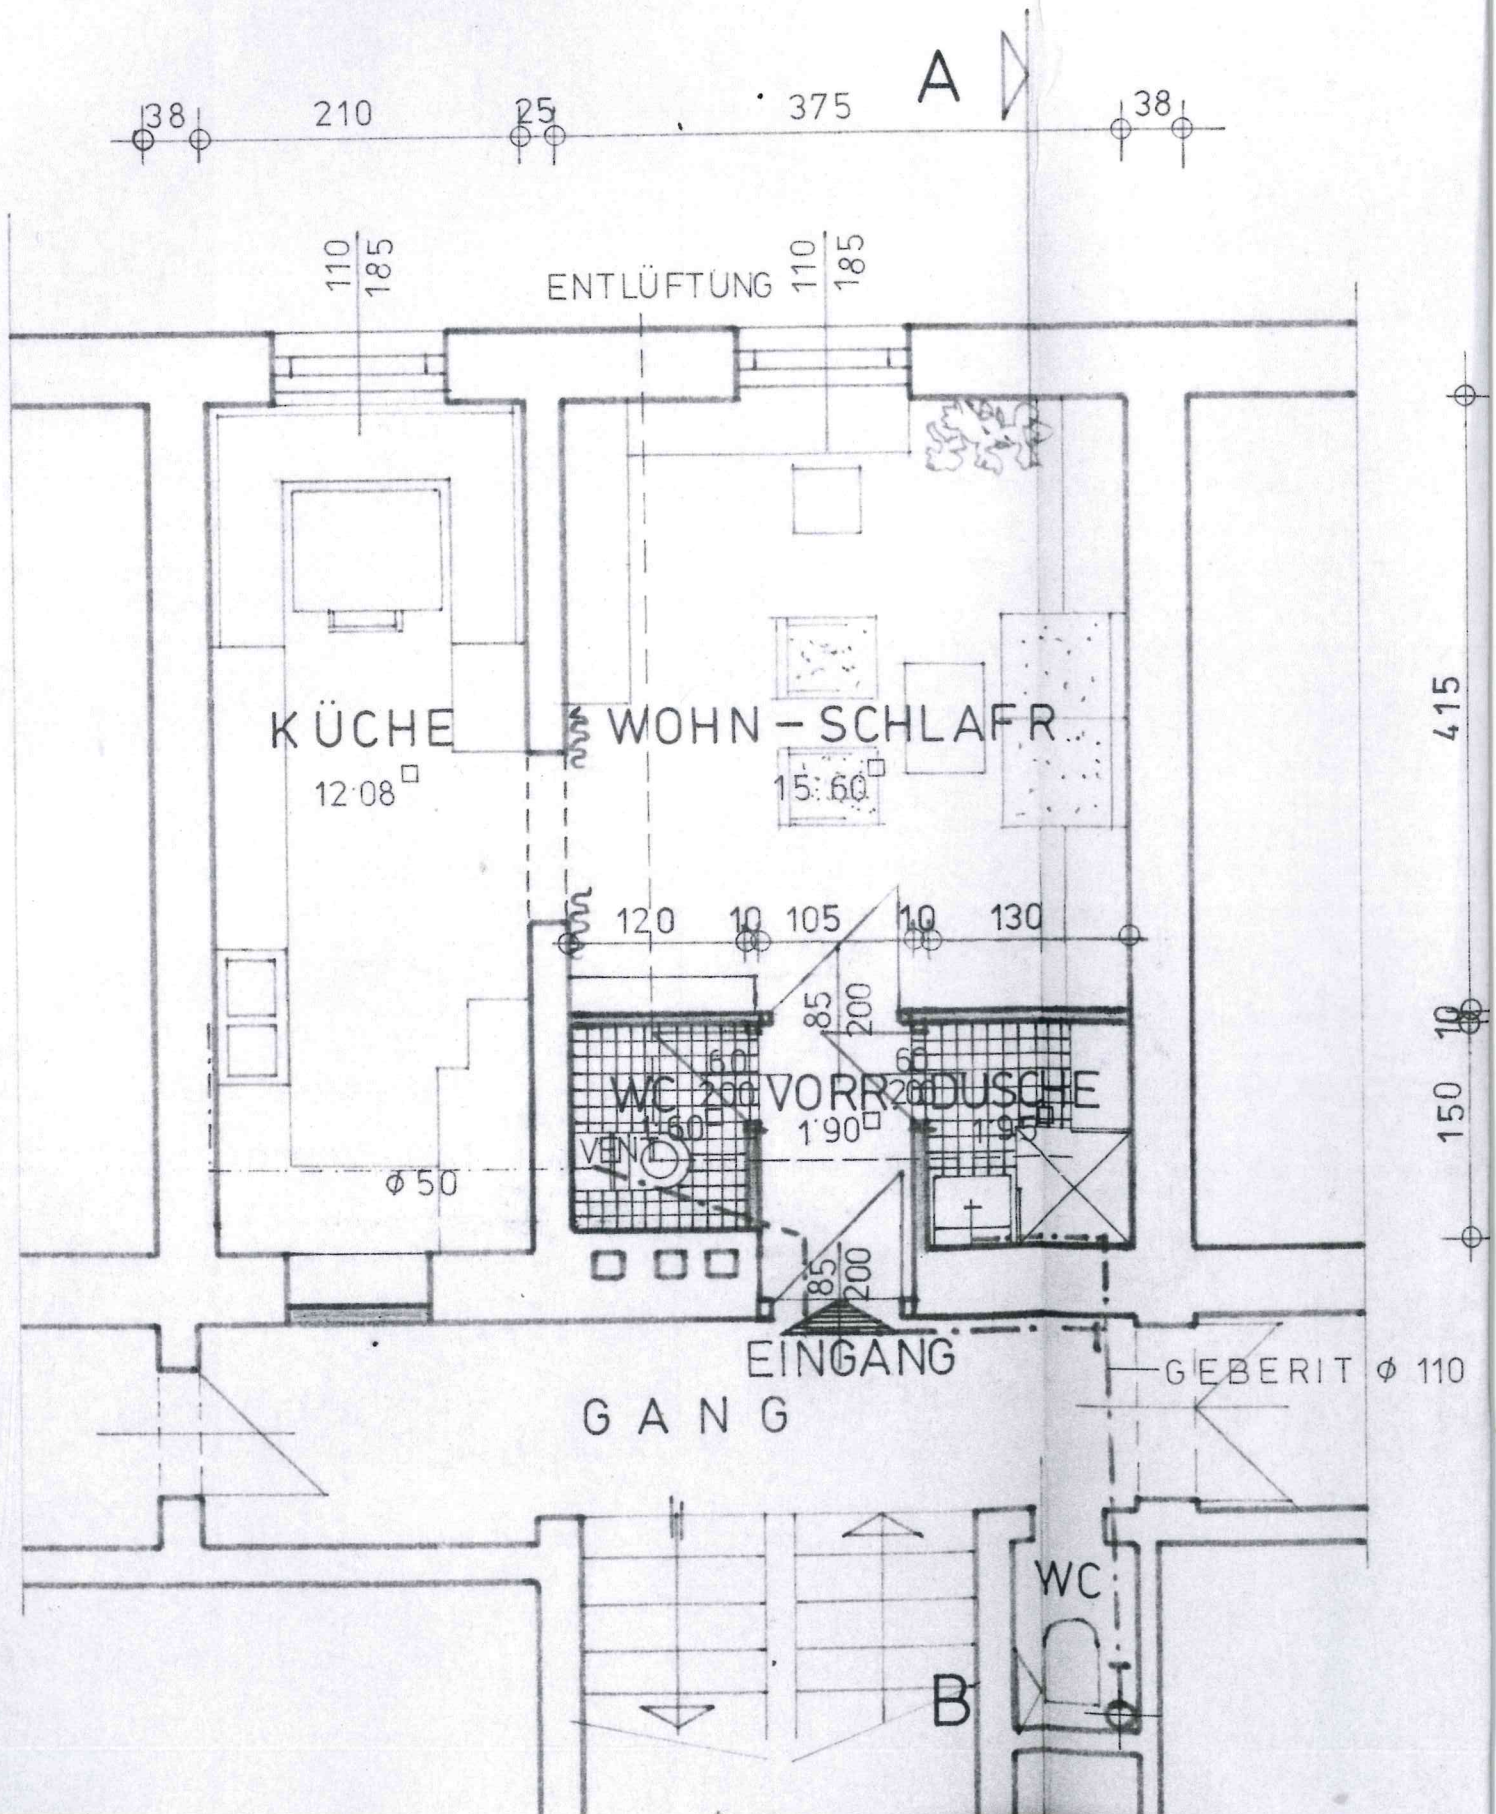 A
38 210 25 375 38
110
185
ENTLÜFTUNG
110
185
415
KÜCHE
12·08□
WOHN-SCHLAFR.
15·60□
120 10 105 10 130
85
200
10
150
60
200
60
200
WC
1·60□
VORR.
1·90□
DUSCHE
1·95□
VENT.
ϕ50
85
200
EINGANG
GEBERIT ϕ 110
GANG
WC
B